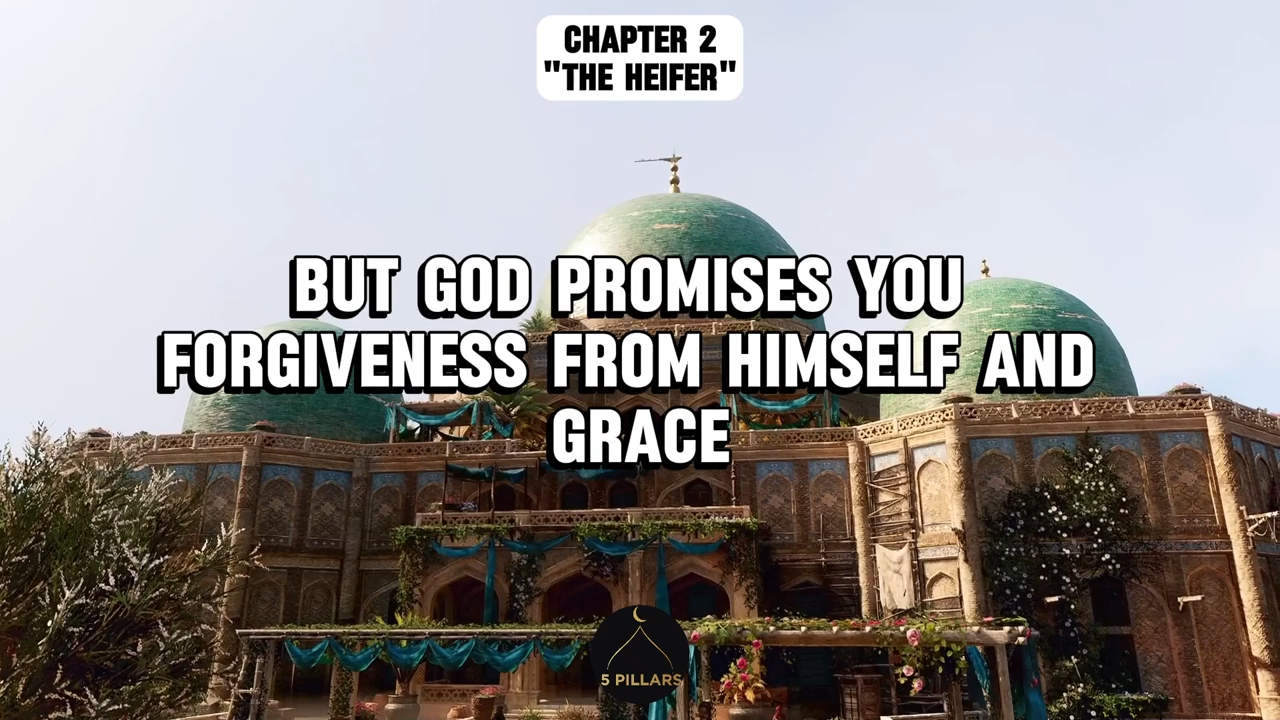 CHAPTER 2
"THE HEIFER"
BUT GOD PROMISES YOU
FORGIVENESS FROM HIMSELF AND
GRACE
5 PILLARS